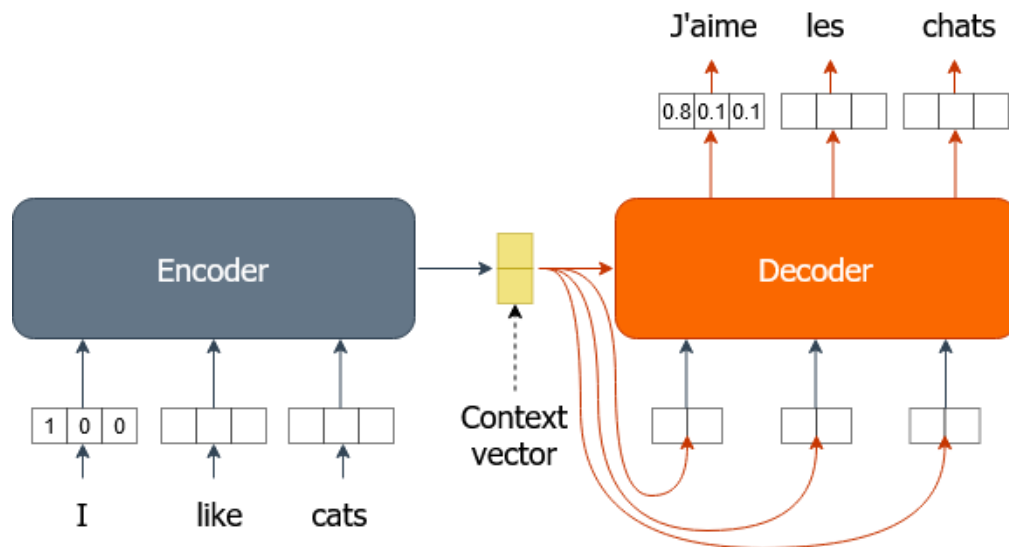 J'aime les chats
0.8 0.1 0.1
Encoder
Decoder
1 0 0
Context
vector
I like cats